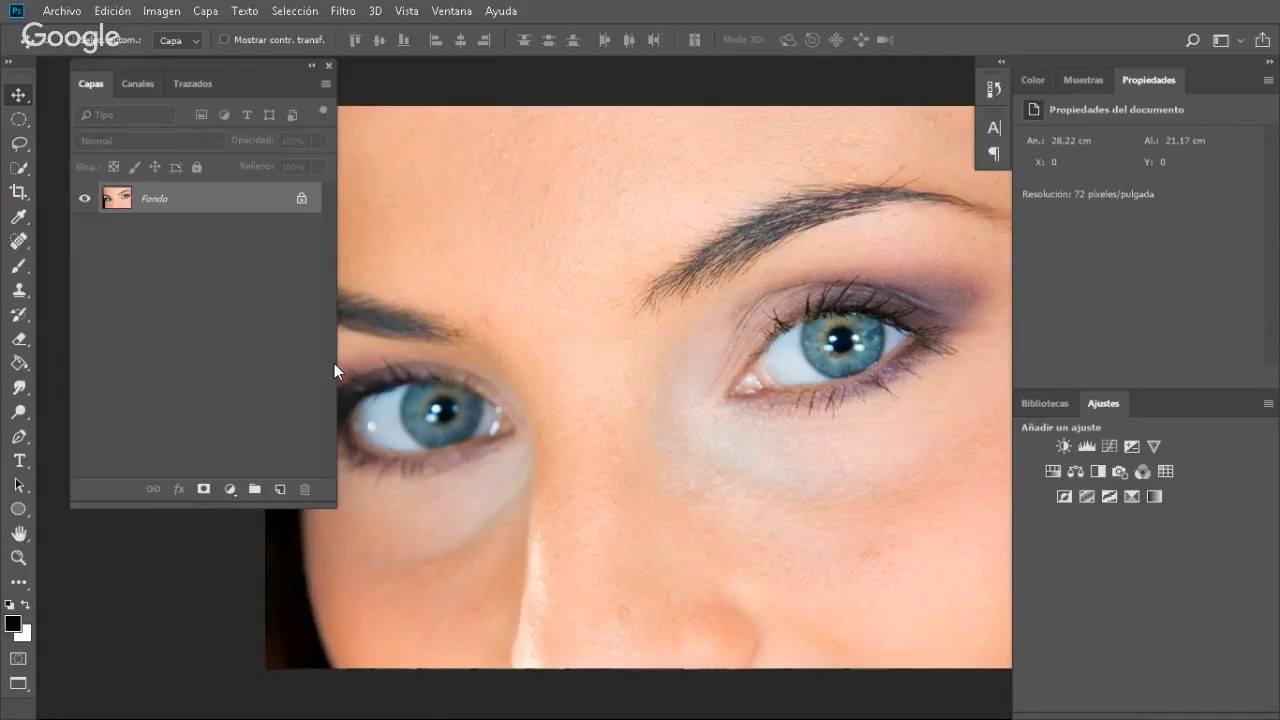 Ps Archivo Edición Imagen Capa Texto Selección Filtro 3D Vista Ventana Ayuda
Google
Capa Mostrar contr. transf. Modo 3D:
Capas Canales Trazados
Tipo
Normal Opacidad: 100%
Bloq.: Relleno: 100%
Fondo
Color Muestras Propiedades
Propiedades del documento
An.: 28,22 cm Al.: 21,17 cm
X: 0 Y: 0
Resolución: 72 píxeles/pulgada
Bibliotecas Ajustes
Añadir un ajuste